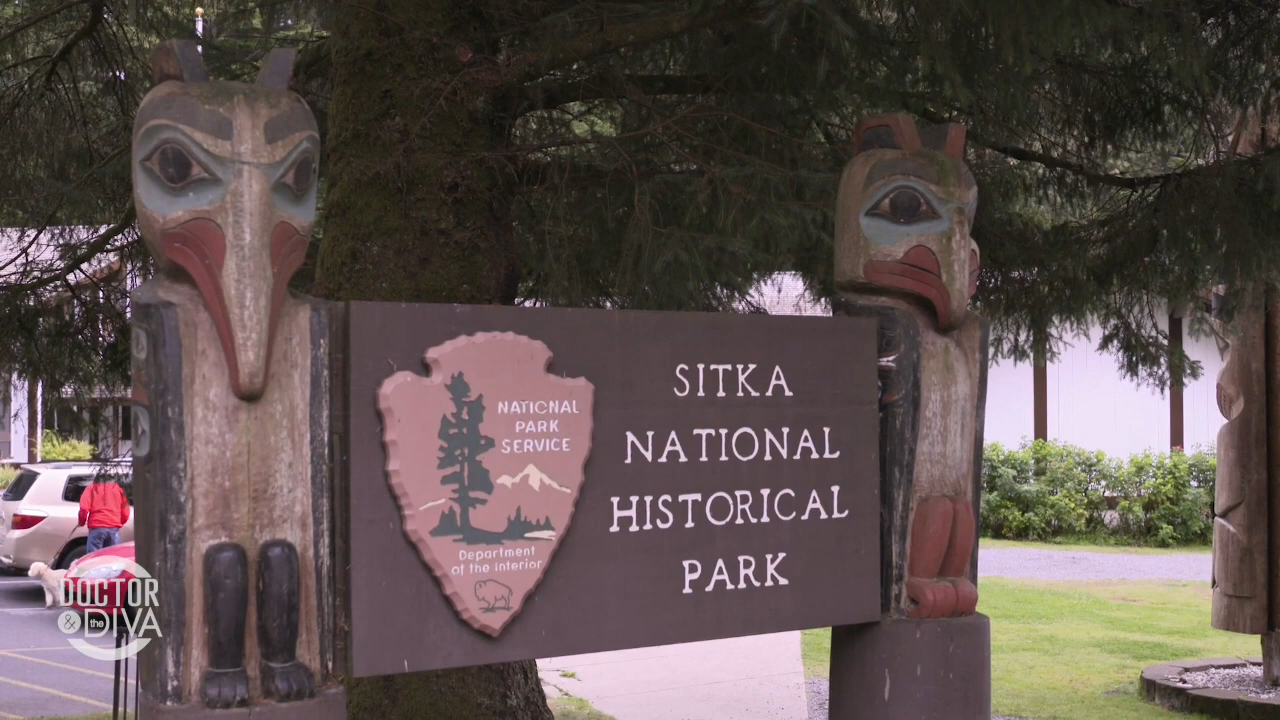 NATIONAL
PARK
SERVICE
Department
of the Interior
SITKA
NATIONAL
HISTORICAL
PARK
DOCTOR
& the DIVA